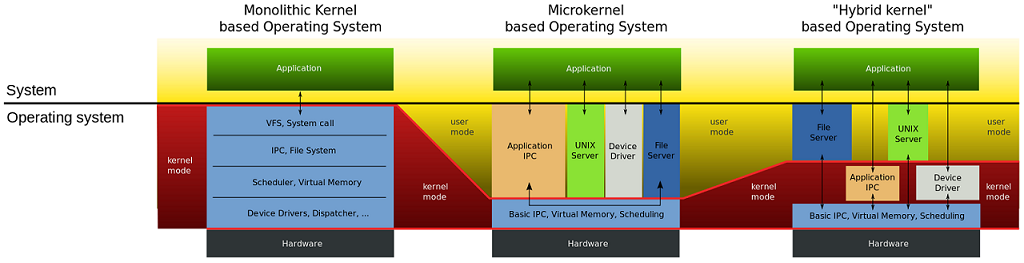 Monolithic Kernel
based Operating System
Microkernel
based Operating System
"Hybrid kernel"
based Operating System
System
Operating system
Application
VFS, System call
IPC, File System
Scheduler, Virtual Memory
Device Drivers, Dispatcher, ...
Hardware
kernel
mode
user
mode
kernel
mode
Application
Application
IPC
UNIX
Server
Device
Driver
File
Server
Basic IPC, Virtual Memory, Scheduling
Hardware
user
mode
kernel
mode
Application
File
Server
UNIX
Server
Application
IPC
Device
Driver
Basic IPC, Virtual Memory, Scheduling
Hardware
user
mode
kernel
mode